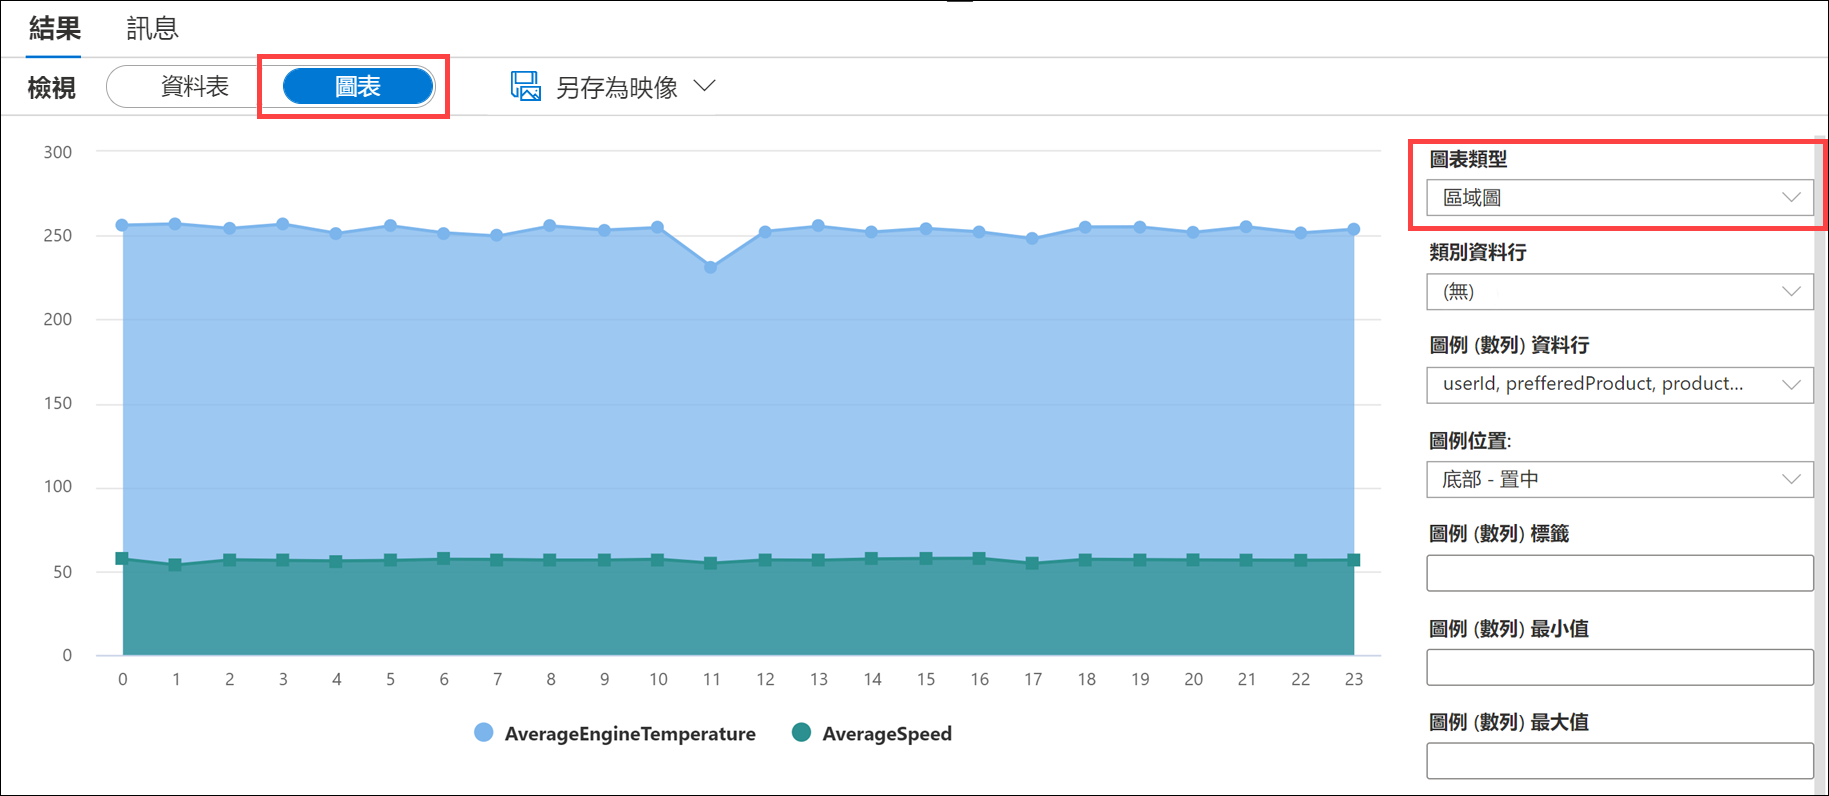 結果 訊息
檢視 資料表 圖表 另存為映像
300
250
200
150
100
50
0
0 1 2 3 4 5 6 7 8 9 10 11 12 13 14 15 16 17 18 19 20 21 22 23
AverageEngineTemperature AverageSpeed
圖表類型
區域圖
類別資料行
(無)
圖例 (數列) 資料行
userId, prefferedProduct, product...
圖例位置:
底部 - 置中
圖例 (數列) 標籤
圖例 (數列) 最小值
圖例 (數列) 最大值